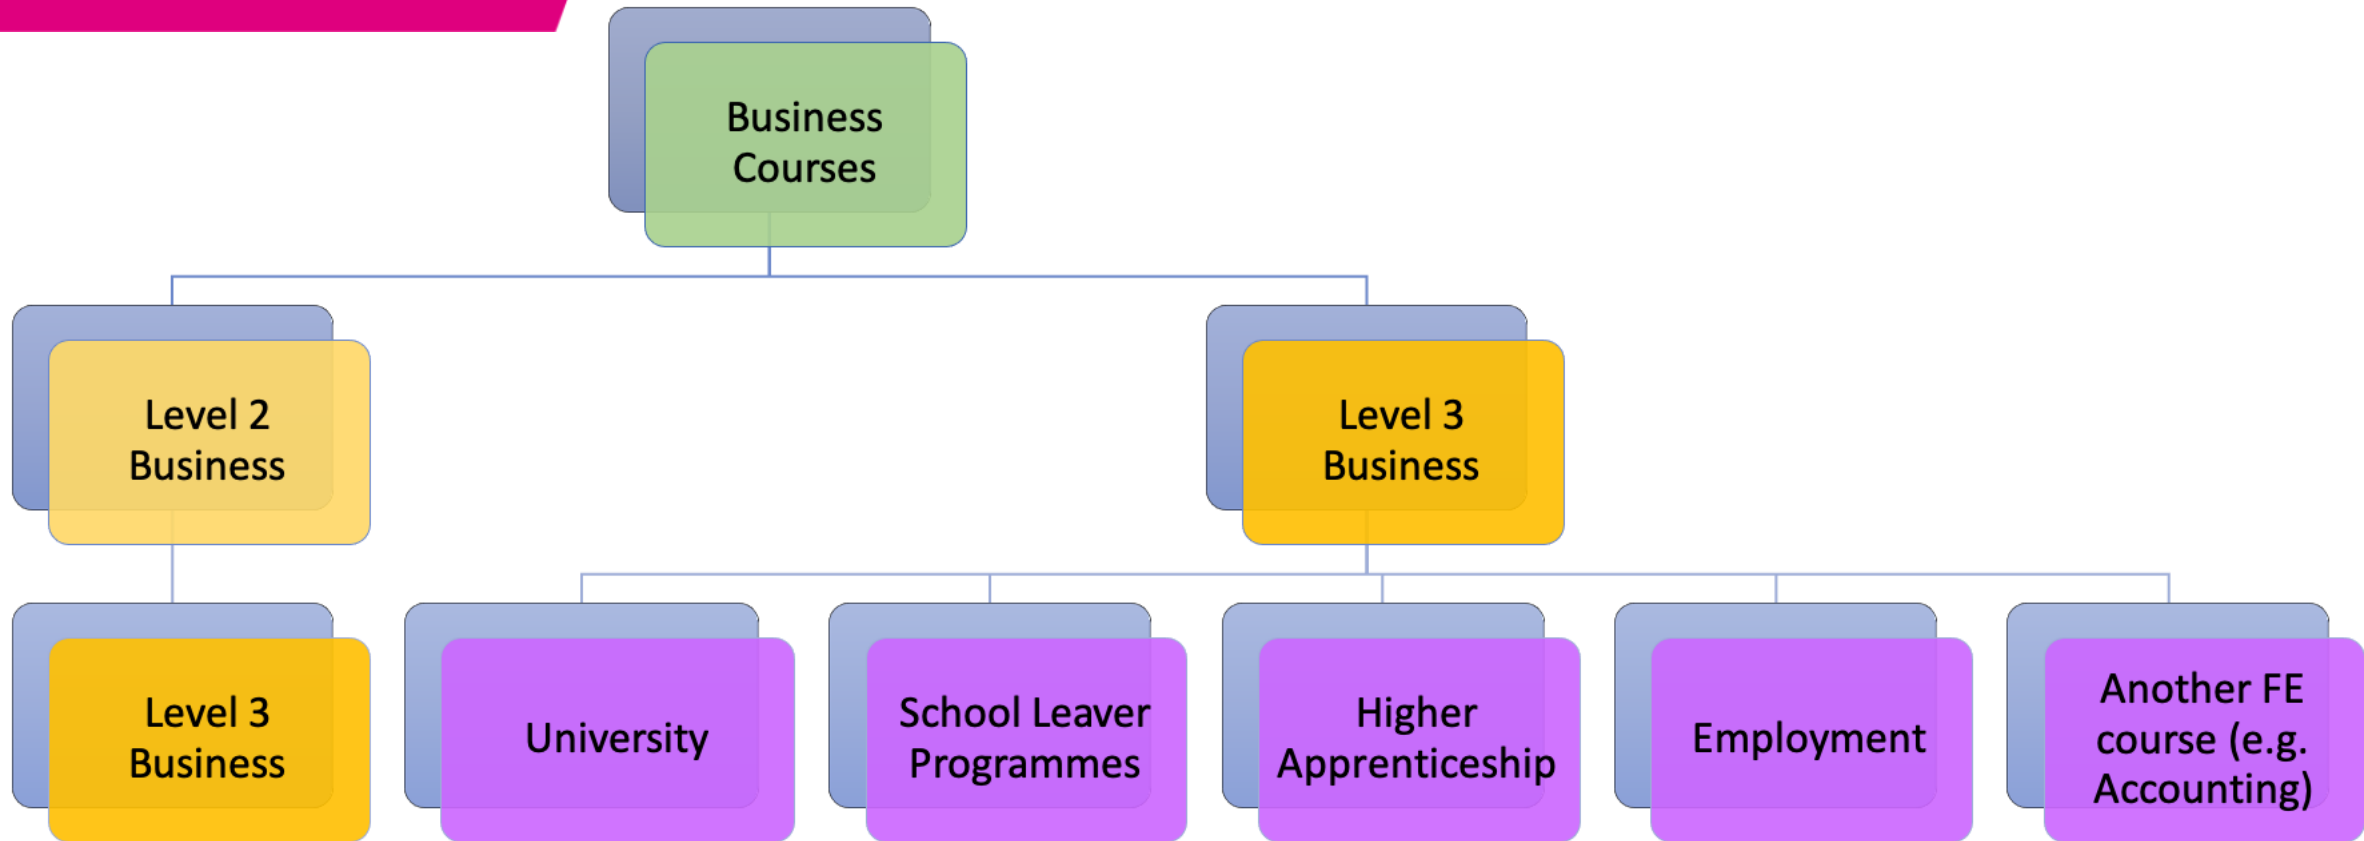 Business
Courses
Level 2
Business
Level 3
Business
Level 3
Business
University
School Leaver
Programmes
Higher
Apprenticeship
Employment
Another FE
course (e.g.
Accounting)